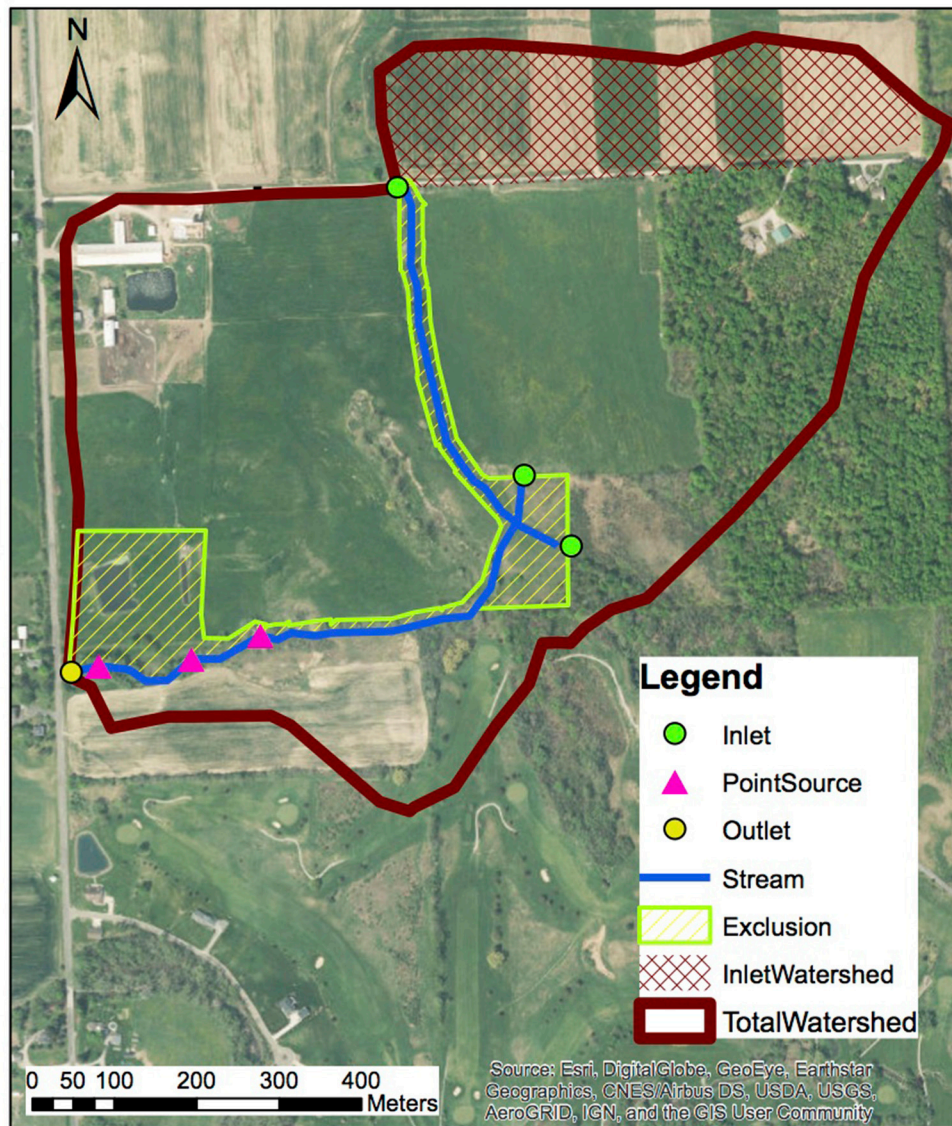 N
Legend
Inlet
PointSource
Outlet
Stream
Exclusion
InletWatershed
TotalWatershed
0 50 100 200 300 400
Meters
Source: Esri, DigitalGlobe, GeoEye, Earthstar
Geographics, CNES/Airbus DS, USDA, USGS,
AeroGRID, IGN, and the GIS User Community